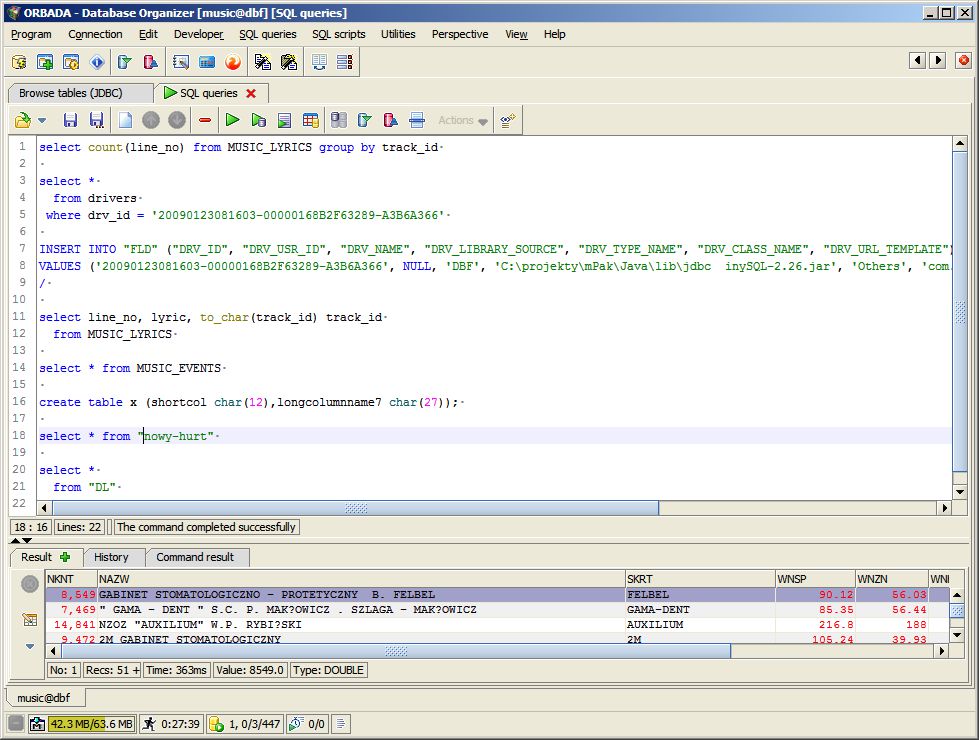 ORBADA - Database Organizer [music@dbf] [SQL queries]
Program Connection Edit Developer SQL queries SQL scripts Utilities Perspective View Help
Browse tables (JDBC) SQL queries
Actions
1 select count(line_no) from MUSIC_LYRICS group by track_id
2
3 select *
4 from drivers
5 where drv_id = '20090123081603-00000168B2F63289-A3B6A366'
6
7 INSERT INTO "FLD" ("DRV_ID", "DRV_USR_ID", "DRV_NAME", "DRV_LIBRARY_SOURCE", "DRV_TYPE_NAME", "DRV_CLASS_NAME", "DRV_URL_TEMPLATE")
8 VALUES ('20090123081603-00000168B2F63289-A3B6A366', NULL, 'DBF', 'C:\projekty\mPak\Java\lib\jdbc inySQL-2.26.jar', 'Others', 'com.
9 /
10
11 select line_no, lyric, to_char(track_id) track_id
12 from MUSIC_LYRICS
13
14 select * from MUSIC_EVENTS
15
16 create table x (shortcol char(12),longcolumnname7 char(27));
17
18 select * from "nowy-hurt"
19
20 select *
21 from "DL"
22
18 : 16 Lines: 22 The command completed successfully
Result History Command result
NKNT NAZW SKRT WNSP WNZN WNI
8,549 GABINET STOMATOLOGICZNO - PROTETYCZNY B. FELBEL FELBEL 90.12 56.03
7,469 " GAMA - DENT " S.C. P. MAK?OWICZ . SZLAGA - MAK?OWICZ GAMA-DENT 85.35 56.44
14,841 NZOZ "AUXILIUM" W.P. RYBI?SKI AUXILIUM 216.8 188
9,472 2M GABINET STOMATOLOGICZNY 2M 105.24 39.93
No: 1 Recs: 51 + Time: 363ms Value: 8549.0 Type: DOUBLE
music@dbf
42.3 MB/63.6 MB 0:27:39 1, 0/3/447 0/0